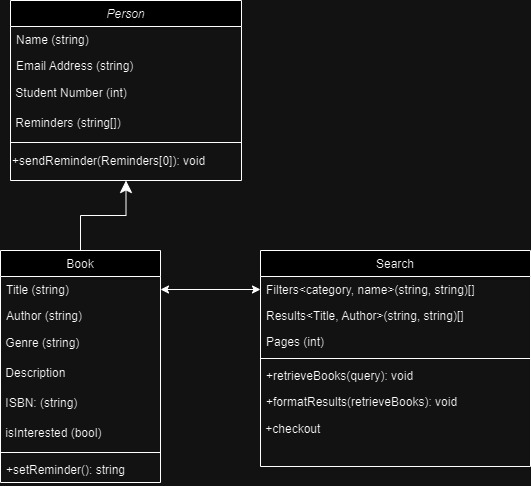 Person
Name (string)
Email Address (string)
Student Number (int)
Reminders (string[])
+sendReminder(Reminders[0]): void
Book
Title (string)
Author (string)
Genre (string)
Description
ISBN: (string)
isInterested (bool)
+setReminder(): string
Search
Filters<category, name>(string, string)[]
Results<Title, Author>(string, string)[]
Pages (int)
+retrieveBooks(query): void
+formatResults(retrieveBooks): void
+checkout